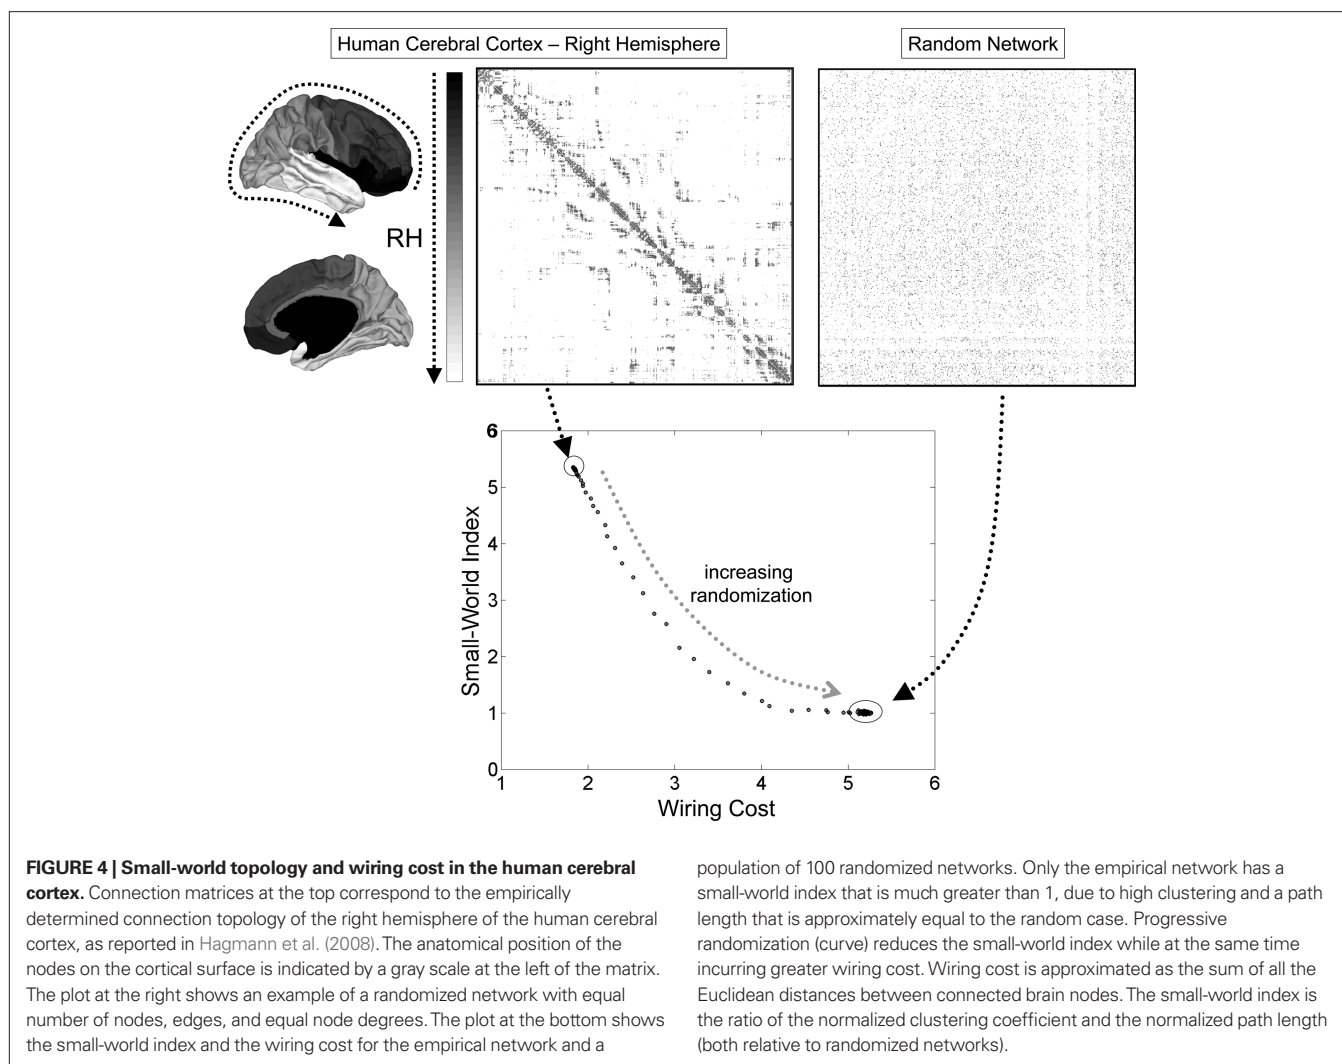 Human Cerebral Cortex – Right Hemisphere
Random Network
RH
6
5
4
3
2
1
0
Small-World Index
increasing
randomization
1
2
3
4
5
6
Wiring Cost
FIGURE 4 | Small-world topology and wiring cost in the human cerebral
cortex. Connection matrices at the top correspond to the empirically
determined connection topology of the right hemisphere of the human cerebral
cortex, as reported in Hagmann et al. (2008). The anatomical position of the
nodes on the cortical surface is indicated by a gray scale at the left of the matrix.
The plot at the right shows an example of a randomized network with equal
number of nodes, edges, and equal node degrees. The plot at the bottom shows
the small-world index and the wiring cost for the empirical network and a
population of 100 randomized networks. Only the empirical network has a
small-world index that is much greater than 1, due to high clustering and a path
length that is approximately equal to the random case. Progressive
randomization (curve) reduces the small-world index while at the same time
incurring greater wiring cost. Wiring cost is approximated as the sum of all the
Euclidean distances between connected brain nodes. The small-world index is
the ratio of the normalized clustering coefficient and the normalized path length
(both relative to randomized networks).